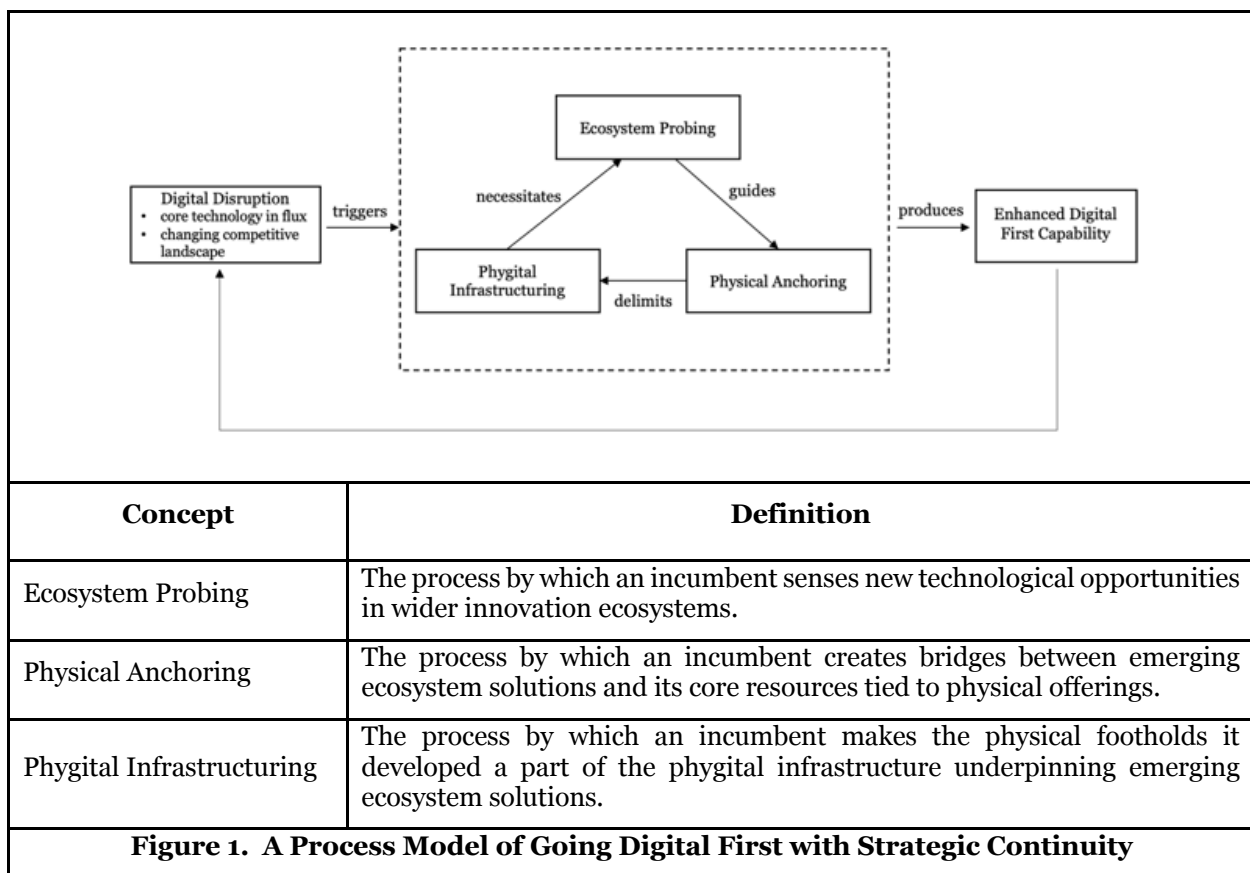 Ecosystem Probing
necessitates
guides
Digital Disruption
• core technology in flux
• changing competitive
landscape
triggers
produces
Enhanced Digital
First Capability
Phygital
Infrastructuring
delimits
Physical Anchoring
Concept
Definition
Ecosystem Probing
The process by which an incumbent senses new technological opportunities
in wider innovation ecosystems.
Physical Anchoring
The process by which an incumbent creates bridges between emerging
ecosystem solutions and its core resources tied to physical offerings.
Phygital Infrastructuring
The process by which an incumbent makes the physical footholds it
developed a part of the phygital infrastructure underpinning emerging
ecosystem solutions.
Figure 1. A Process Model of Going Digital First with Strategic Continuity